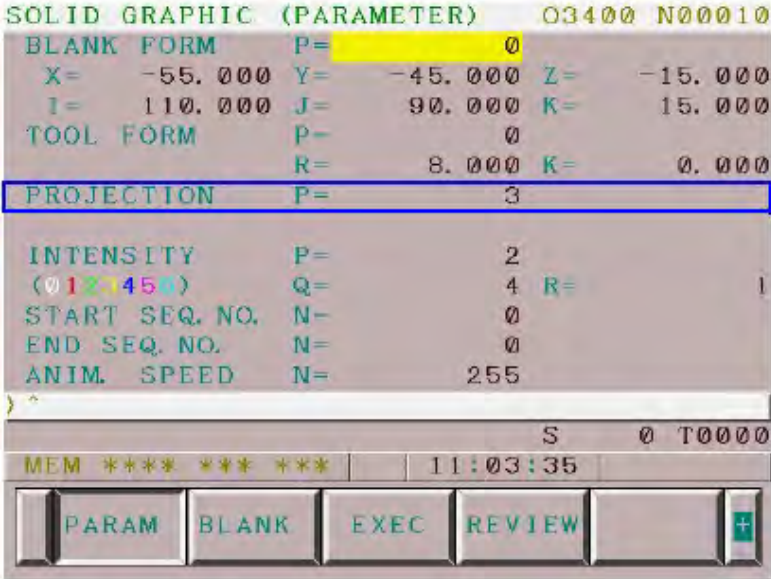 SOLID GRAPHIC (PARAMETER) O3400 N00010
BLANK FORM P= 0
X= -55.000 Y= -45.000 Z= -15.000
I= 110.000 J= 90.000 K= 15.000
TOOL FORM P= 0
R= 8.000 K= 0.000
PROJECTION P= 3
INTENSITY P= 2
(0123456) Q= 4 R= 1
START SEQ. NO. N= 0
END SEQ. NO. N= 0
ANIM. SPEED N= 255
) ^
S 0 T0000
MEM **** *** *** 11:03:35
PARAM BLANK EXEC REVIEW +